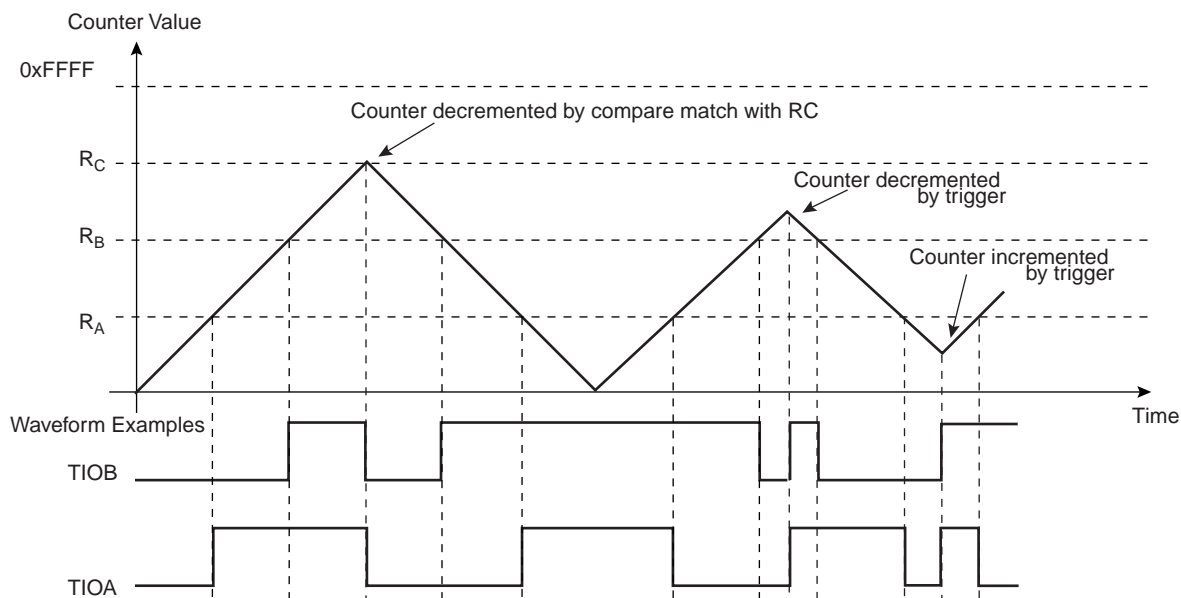 Counter Value
0xFFFF
Counter decremented by compare match with RC
RC
Counter decremented
by trigger
RB
Counter incremented
by trigger
RA
Time
Waveform Examples
TIOB
TIOA